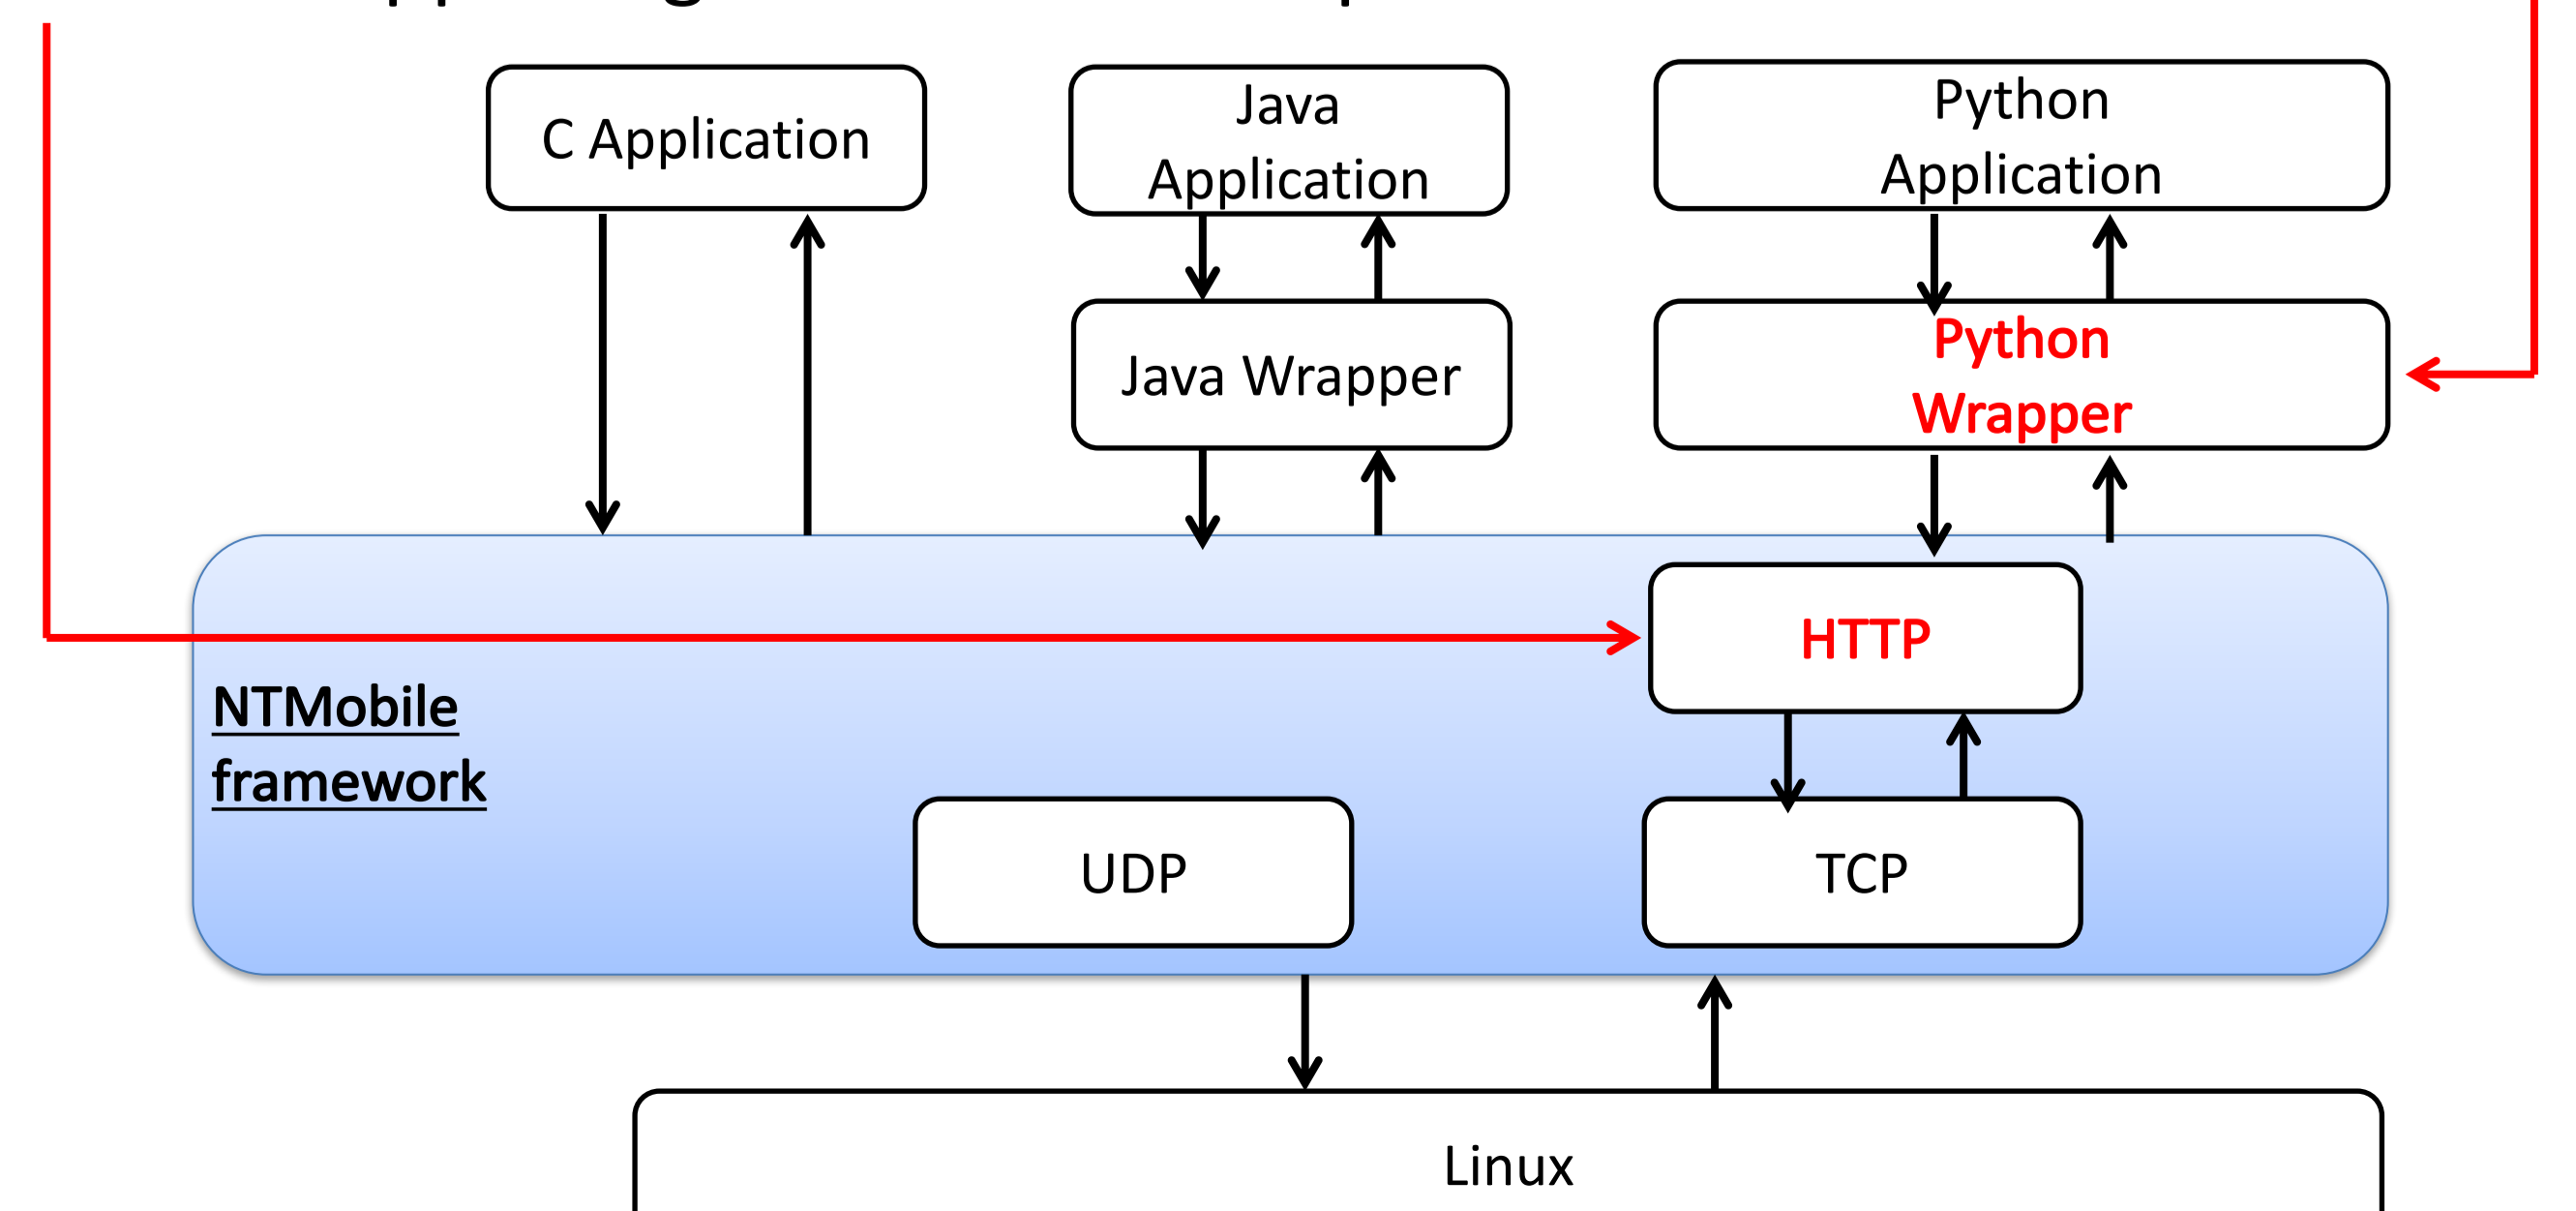 C Application
Java
Application
Python
Application
Java Wrapper
Python
Wrapper
HTTP
NTMobile
framework
UDP
TCP
Linux